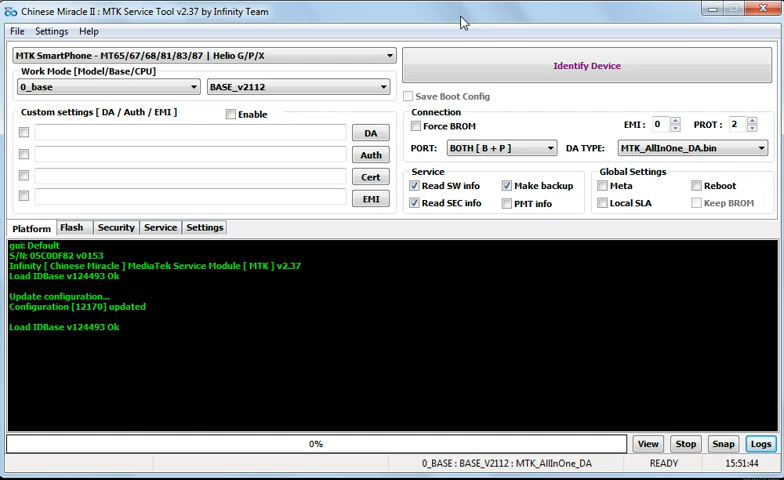 Chinese Miracle II : MTK Service Tool v2.37 by Infinity Team
File Settings Help
MTK SmartPhone - MT65/67/68/81/83/87 | Helio G/P/X
Identify Device
Work Mode [Model/Base/CPU]
0_base BASE_v2112
Save Boot Config
Custom settings [ DA / Auth / EMI ] Enable
DA
Auth
Cert
EMI
Connection
Force BROM EMI : 0 PROT : 2
PORT: BOTH [ B + P ] DA TYPE: MTK_AllInOne_DA.bin
Service
Read SW info Make backup
Read SEC info PMT info
Global Settings
Meta Reboot
Local SLA Keep BROM
Platform Flash Security Service Settings
gui: Default
S/N: 05C0DF82 v0153
Infinity [ Chinese Miracle ] MediaTek Service Module [ MTK ] v2.37
Load IDBase v124493 Ok
Update configuration...
Configuration [12170] updated
Load IDBase v124493 Ok
0% View Stop Snap Logs
0_BASE : BASE_V2112 : MTK_AllInOne_DA READY 15:51:44